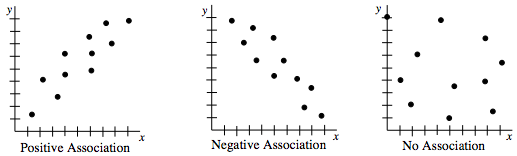 y
x
Positive Association
y
x
Negative Association
y
x
No Association